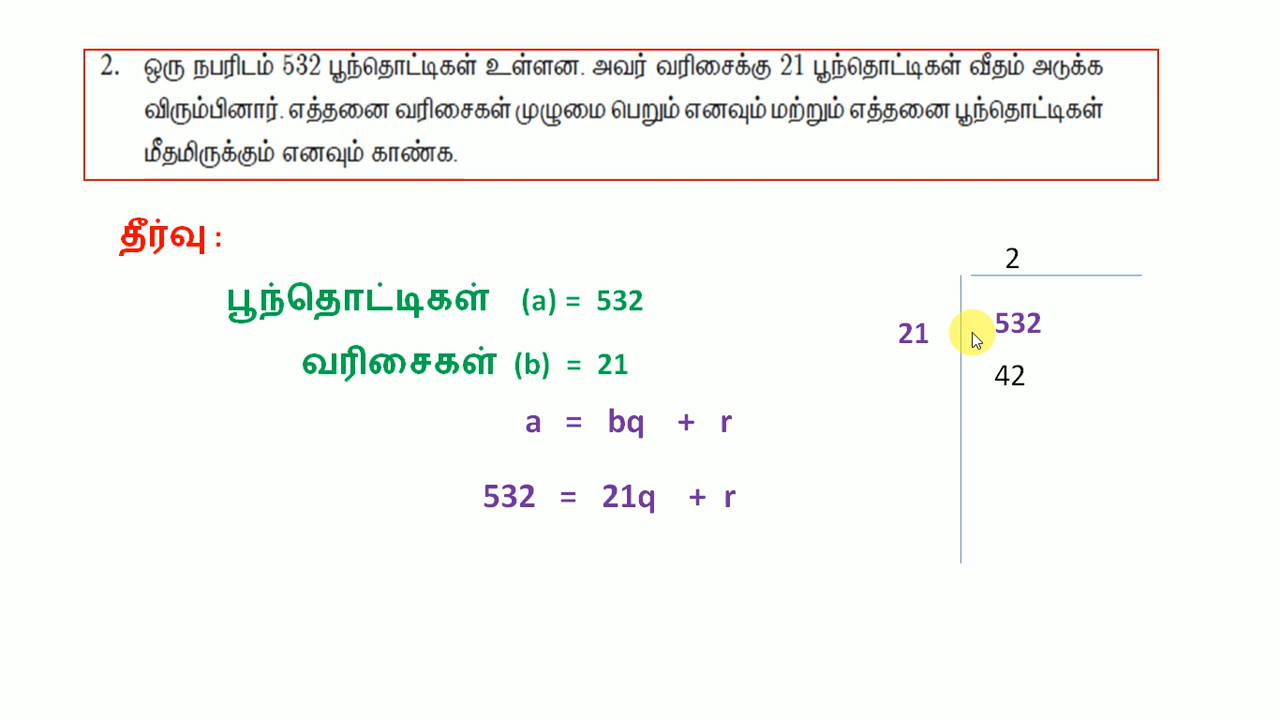 2. ஒரு நபரிடம் 532 பூந்தொட்டிகள் உள்ளன. அவர் வரிசைக்கு 21 பூந்தொட்டிகள் வீதம் அடுக்க
விரும்பினார். எத்தனை வரிசைகள் முழுமை பெறும் எனவும் மற்றும் எத்தனை பூந்தொட்டிகள்
மீதமிருக்கும் எனவும் காண்க.
தீர்வு :
பூந்தொட்டிகள் (a) = 532
வரிசைகள் (b) = 21
a = bq + r
532 = 21q + r
2
21 532
42